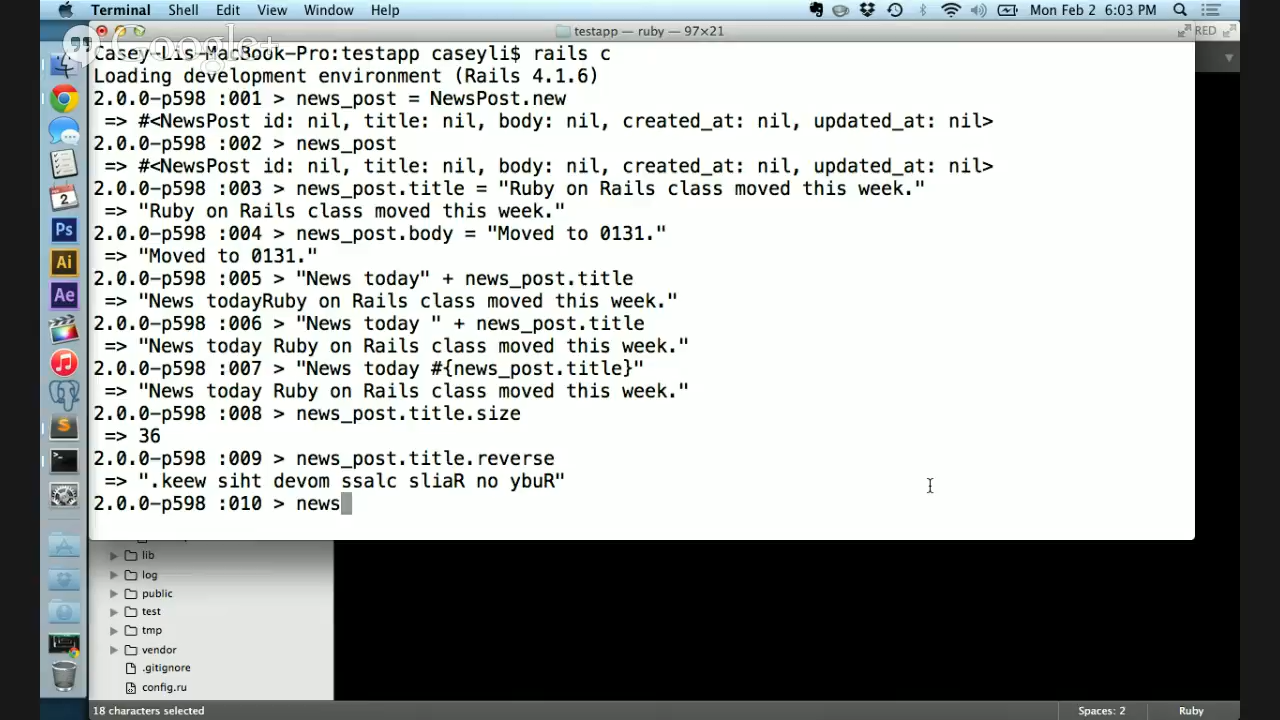 Terminal Shell Edit View Window Help Mon Feb 2 6:03 PM
Google+
testapp — ruby — 97×21
RED
Casey-Lis-MacBook-Pro:testapp caseyli$ rails c
Loading development environment (Rails 4.1.6)
2.0.0-p598 :001 > news_post = NewsPost.new
=> #<NewsPost id: nil, title: nil, body: nil, created_at: nil, updated_at: nil>
2.0.0-p598 :002 > news_post
=> #<NewsPost id: nil, title: nil, body: nil, created_at: nil, updated_at: nil>
2.0.0-p598 :003 > news_post.title = "Ruby on Rails class moved this week."
=> "Ruby on Rails class moved this week."
2.0.0-p598 :004 > news_post.body = "Moved to 0131."
=> "Moved to 0131."
2.0.0-p598 :005 > "News today" + news_post.title
=> "News todayRuby on Rails class moved this week."
2.0.0-p598 :006 > "News today " + news_post.title
=> "News today Ruby on Rails class moved this week."
2.0.0-p598 :007 > "News today #{news_post.title}"
=> "News today Ruby on Rails class moved this week."
2.0.0-p598 :008 > news_post.title.size
=> 36
2.0.0-p598 :009 > news_post.title.reverse
=> ".keew siht devom ssalc sliaR no ybuR"
2.0.0-p598 :010 > news
2
Ps
Ai
Ae
lib
log
public
test
tmp
vendor
.gitignore
config.ru
18 characters selected Spaces: 2 Ruby